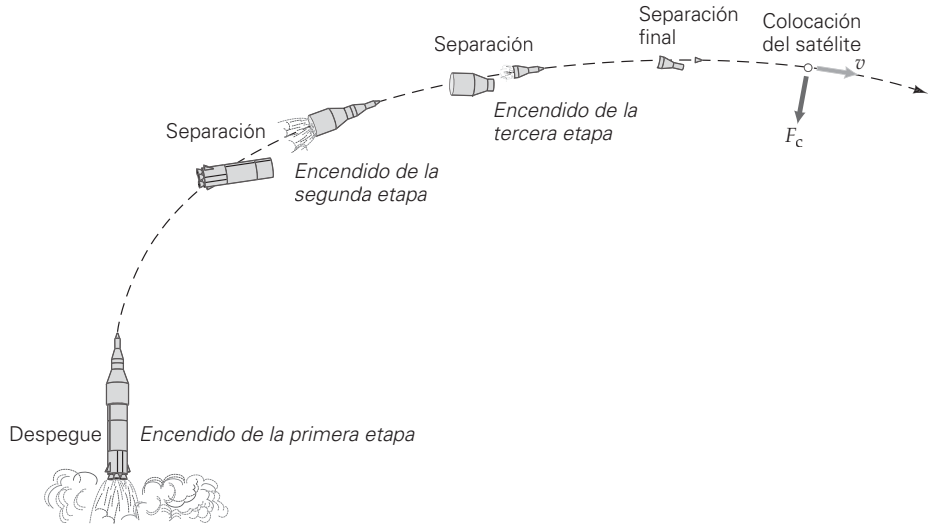 Separación
final
Colocación
del satélite
v
Separación
Encendido de la
tercera etapa
F_c
Separación
Encendido de la
segunda etapa
Despegue
Encendido de la primera etapa